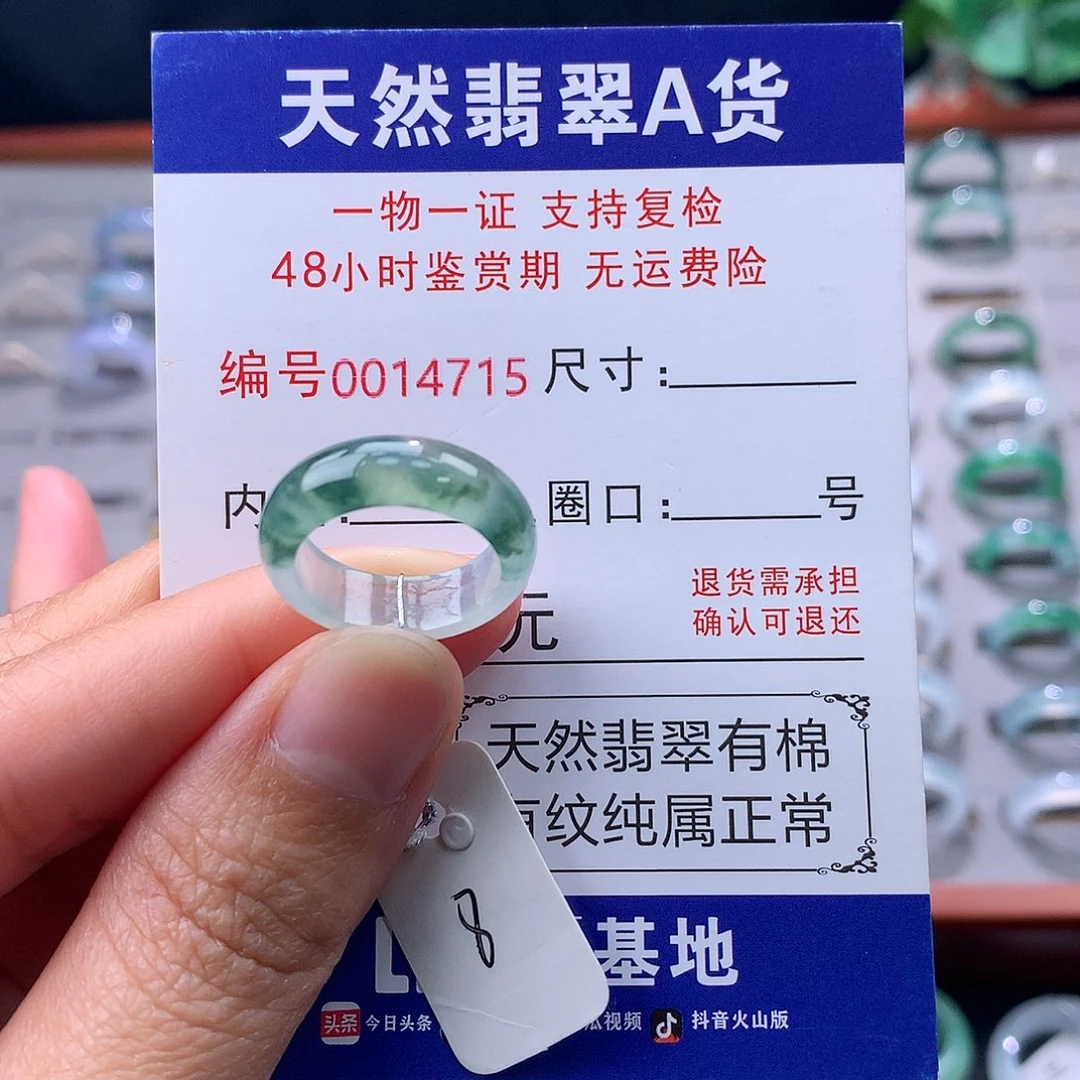 天然翡翠A货
一物一证 支持复检
48小时鉴赏期 无运费险
编号0014715 尺寸:
内 圈口: 号
元
退货需承担
确认可退还
天然翡翠有棉
有纹纯属正常
8
基地
头条 今日头条 瓜视频 抖音火山版